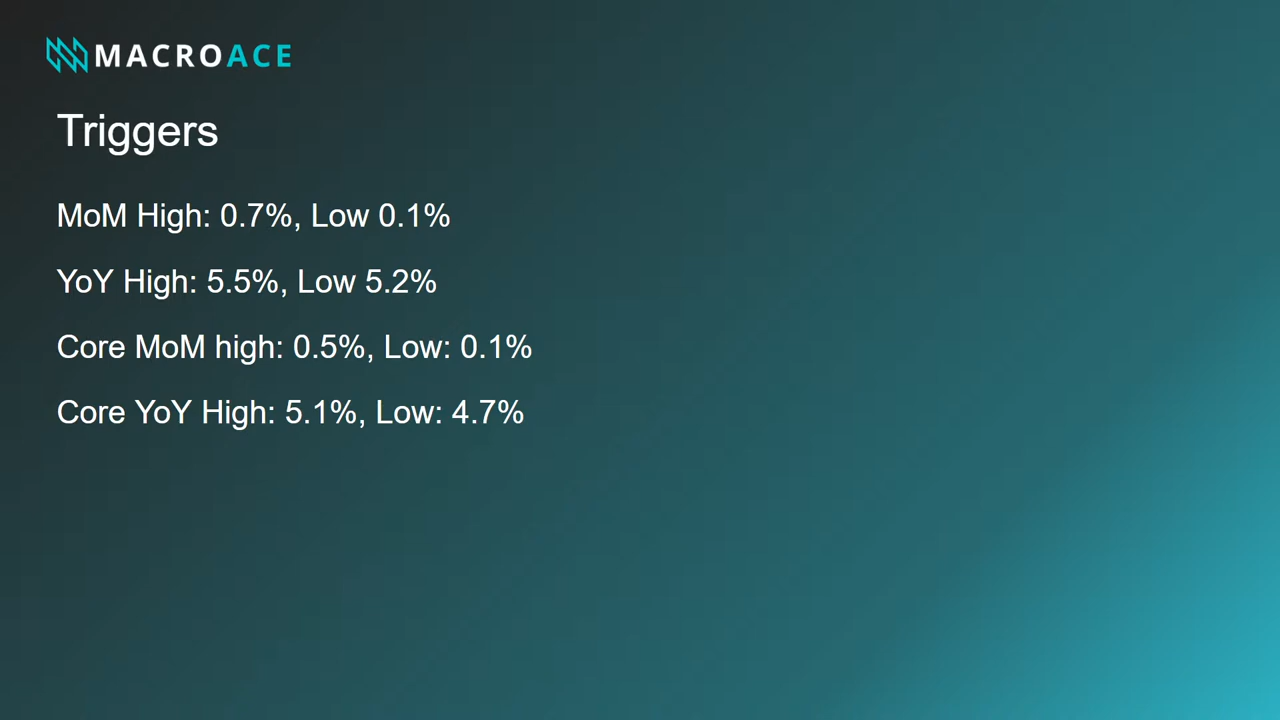 MACROACE
Triggers
MoM High: 0.7%, Low 0.1%
YoY High: 5.5%, Low 5.2%
Core MoM high: 0.5%, Low: 0.1%
Core YoY High: 5.1%, Low: 4.7%